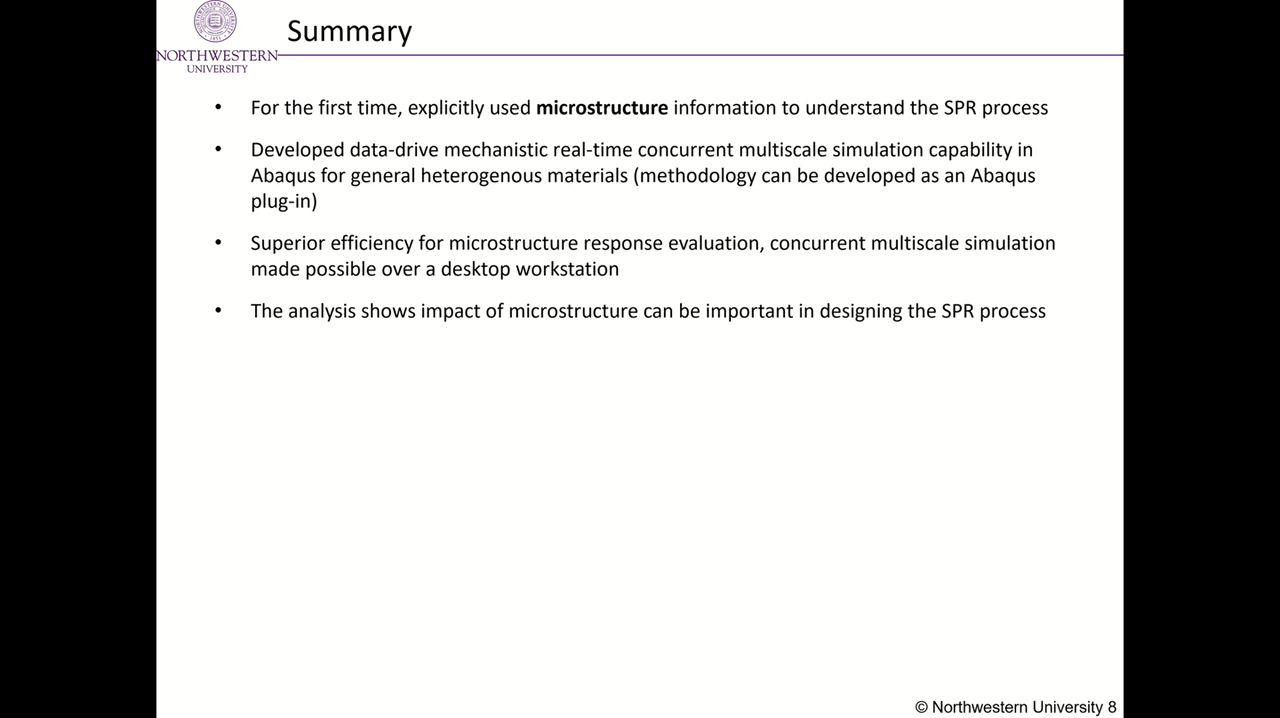 Summary
NORTHWESTERN
UNIVERSITY
• For the first time, explicitly used microstructure information to understand the SPR process
• Developed data-drive mechanistic real-time concurrent multiscale simulation capability in
Abaqus for general heterogenous materials (methodology can be developed as an Abaqus
plug-in)
• Superior efficiency for microstructure response evaluation, concurrent multiscale simulation
made possible over a desktop workstation
• The analysis shows impact of microstructure can be important in designing the SPR process
© Northwestern University 8